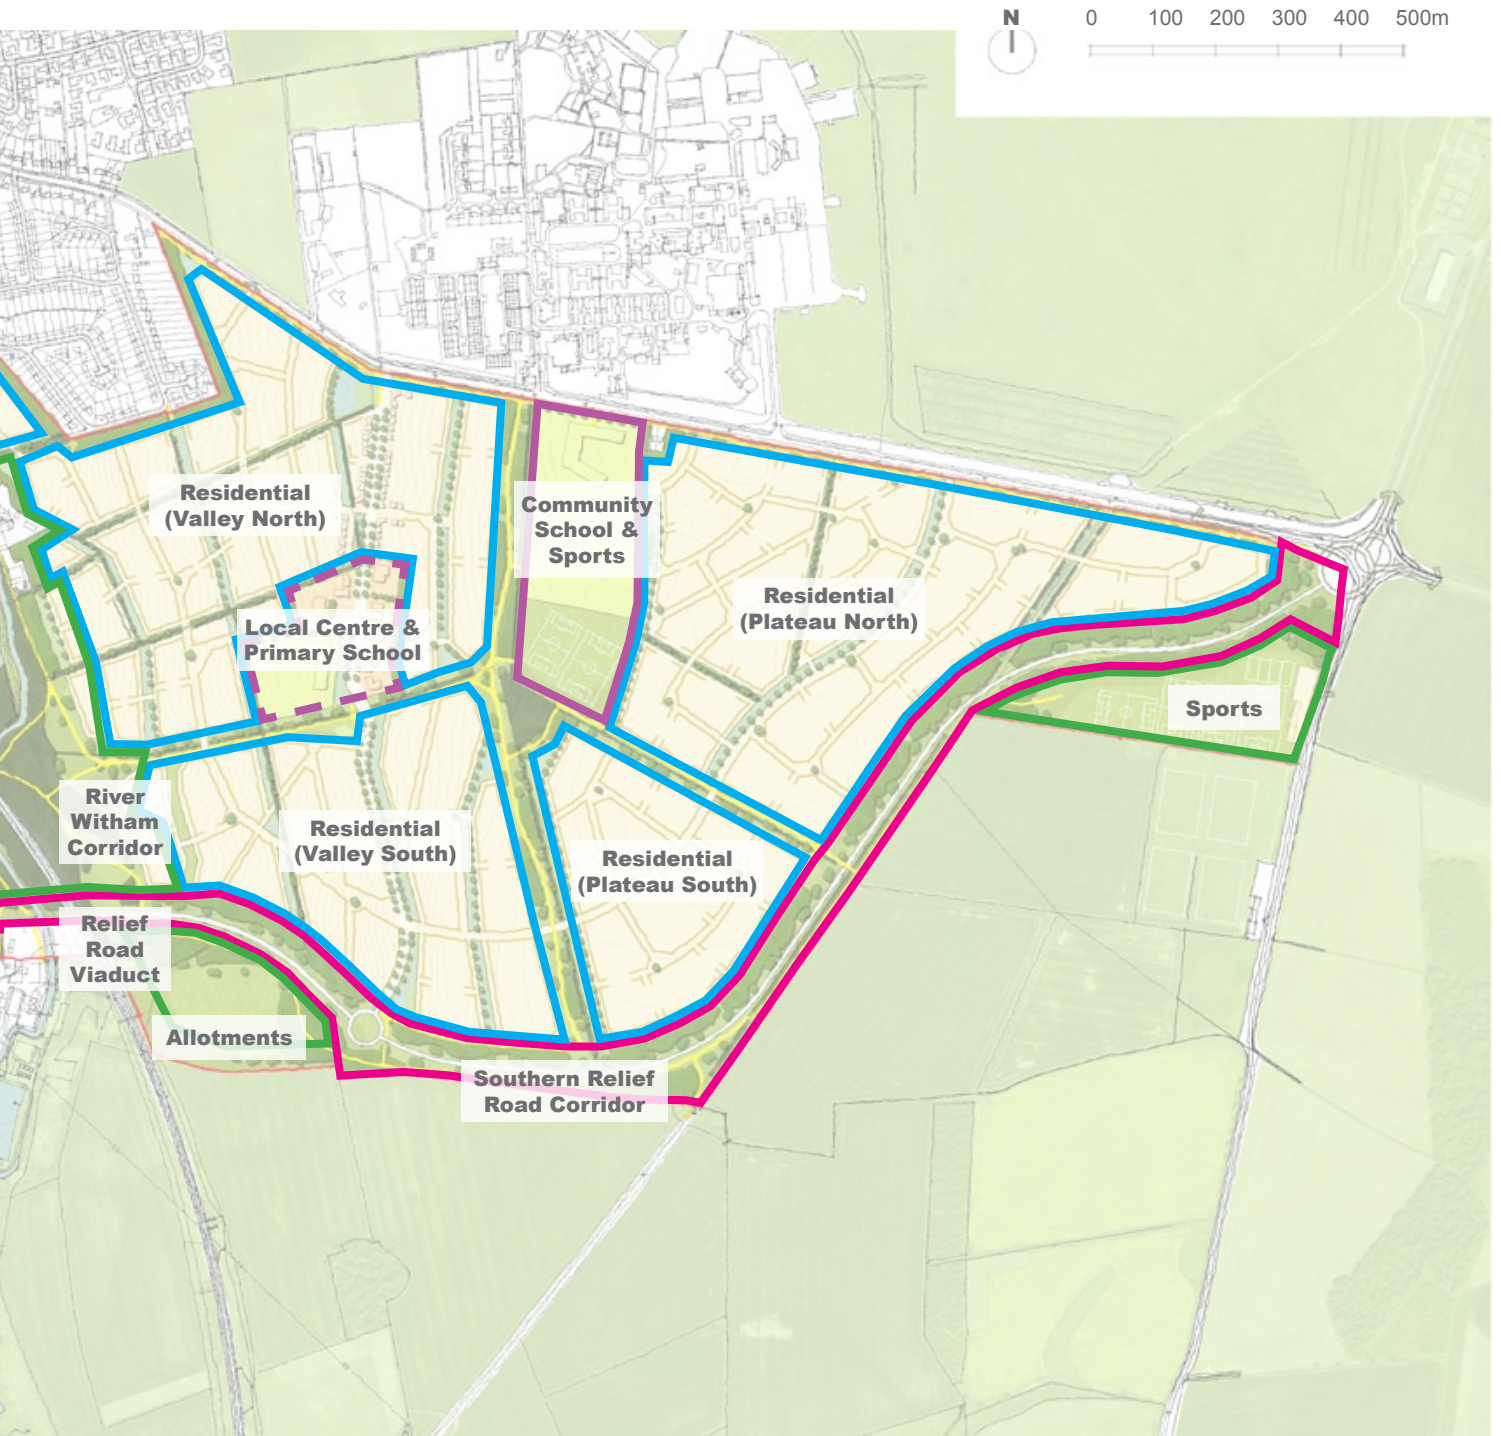 N
0 100 200 300 400 500m
Residential
(Valley North)
Community
School &
Sports
Residential
(Plateau North)
Local Centre &
Primary School
Sports
River
Witham
Corridor
Residential
(Valley South)
Residential
(Plateau South)
Relief
Road
Viaduct
Allotments
Southern Relief
Road Corridor